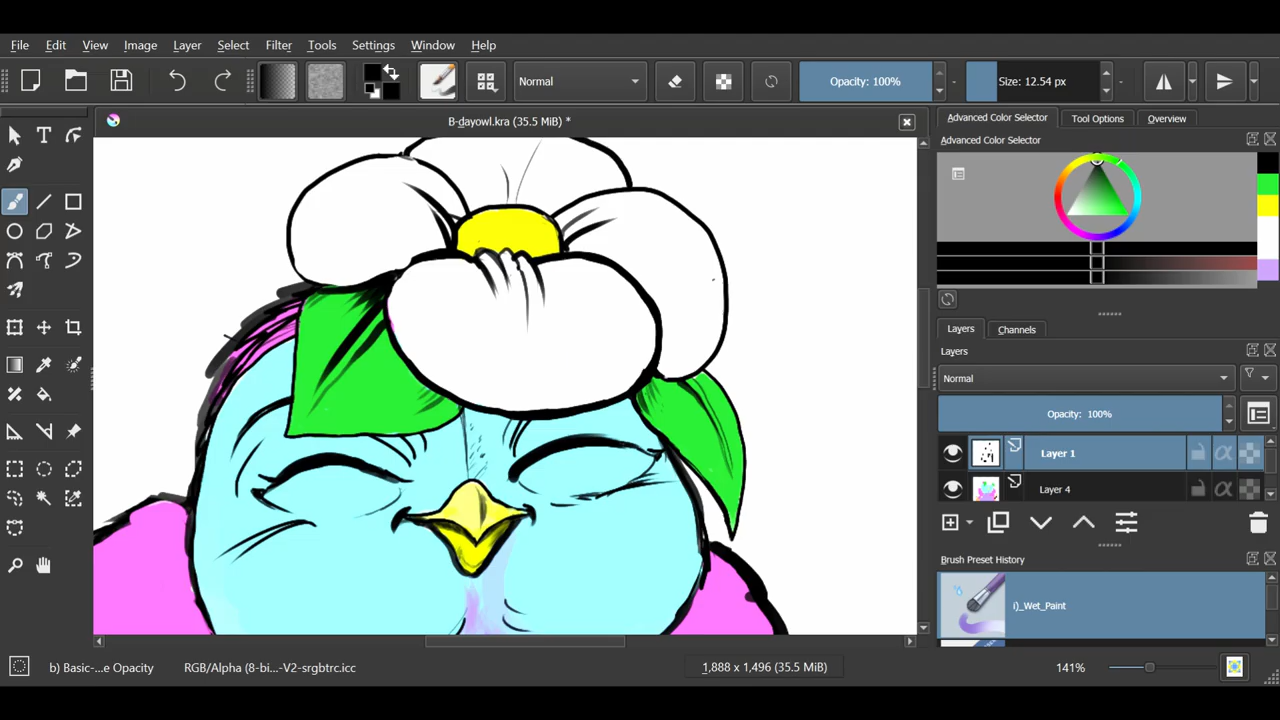 File Edit View Image Layer Select Filter Tools Settings Window Help
Normal Opacity: 100% Size: 12.54 px
B-dayowl.kra (35.5 MiB) *
Advanced Color Selector Tool Options Overview
Advanced Color Selector
Layers Channels
Layers
Normal
Opacity: 100%
Layer 1
Layer 4
Brush Preset History
i)_Wet_Paint
b) Basic-...e Opacity RGB/Alpha (8-bi...-V2-srgbtrc.icc 1,888 x 1,496 (35.5 MiB) 141%